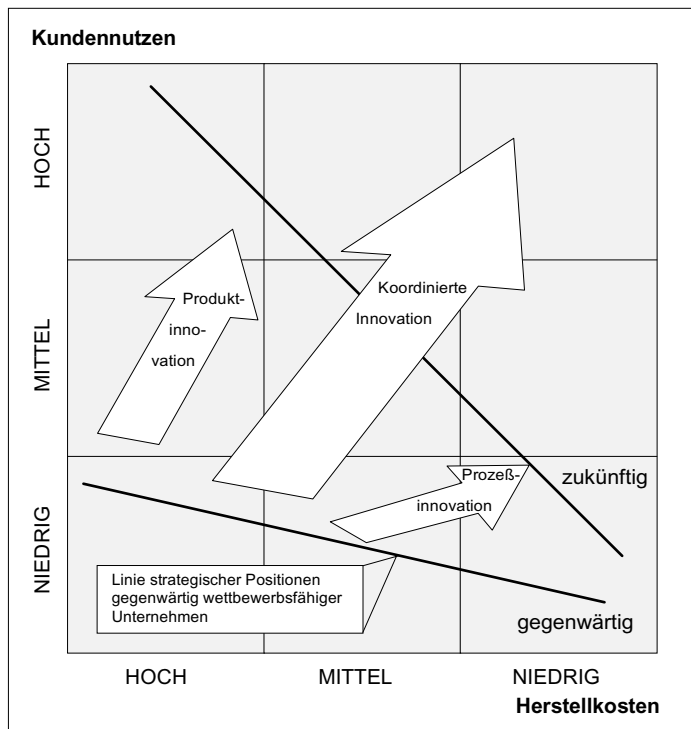 Kundennutzen
HOCH
MITTEL
NIEDRIG
Produkt-
inno-
vation
Koordinierte
Innovation
Prozeß-
innovation
zukünftig
Linie strategischer Positionen
gegenwärtig wettbewerbsfähiger
Unternehmen
gegenwärtig
HOCH
MITTEL
NIEDRIG
Herstellkosten